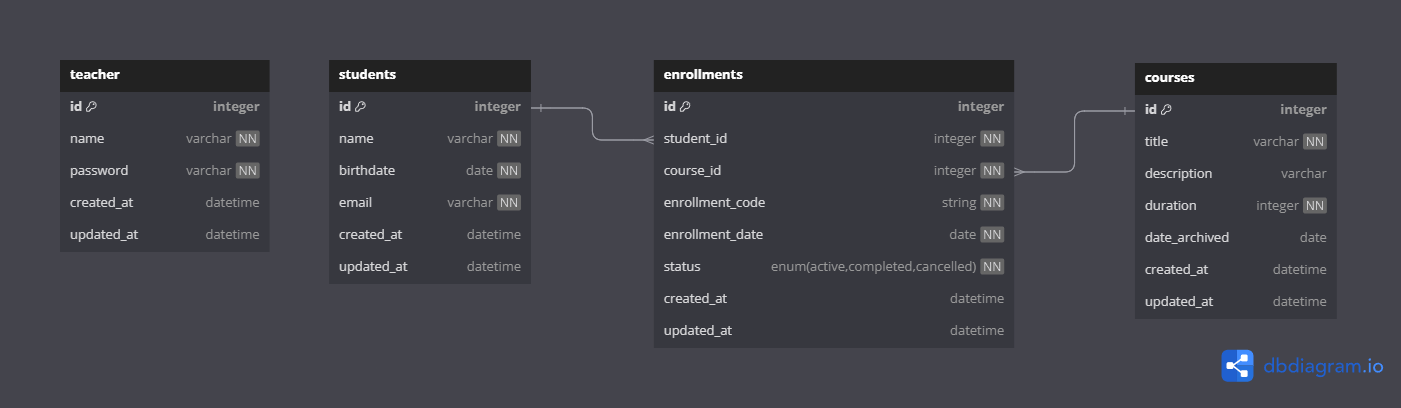 teacher
id integer
name varchar NN
password varchar NN
created_at datetime
updated_at datetime
students
id integer
name varchar NN
birthdate date NN
email varchar NN
created_at datetime
updated_at datetime
enrollments
id integer
student_id integer NN
course_id integer NN
enrollment_code string NN
enrollment_date date NN
status enum(active,completed,cancelled) NN
created_at datetime
updated_at datetime
courses
id integer
title varchar NN
description varchar
duration integer NN
date_archived date
created_at datetime
updated_at datetime
dbdiagram.io